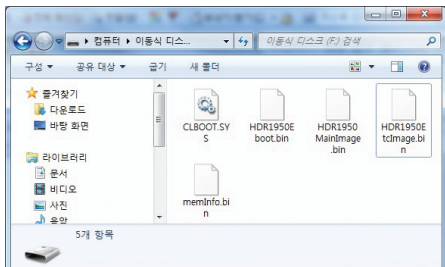 ▸ 컴퓨터 ▸ 이동식 디스... 이동식 디스크 (F:) 검색
구성 ▾ 공유 대상 ▾ 굽기 새 폴더
즐겨찾기
다운로드
바탕 화면
라이브러리
문서
비디오
사진
음악
CLBOOT.SY
S
HDR1950E
boot.bin
HDR1950
MainImage
.bin
HDR1950E
tcImage.bi
n
memInfo.bi
n
5개 항목